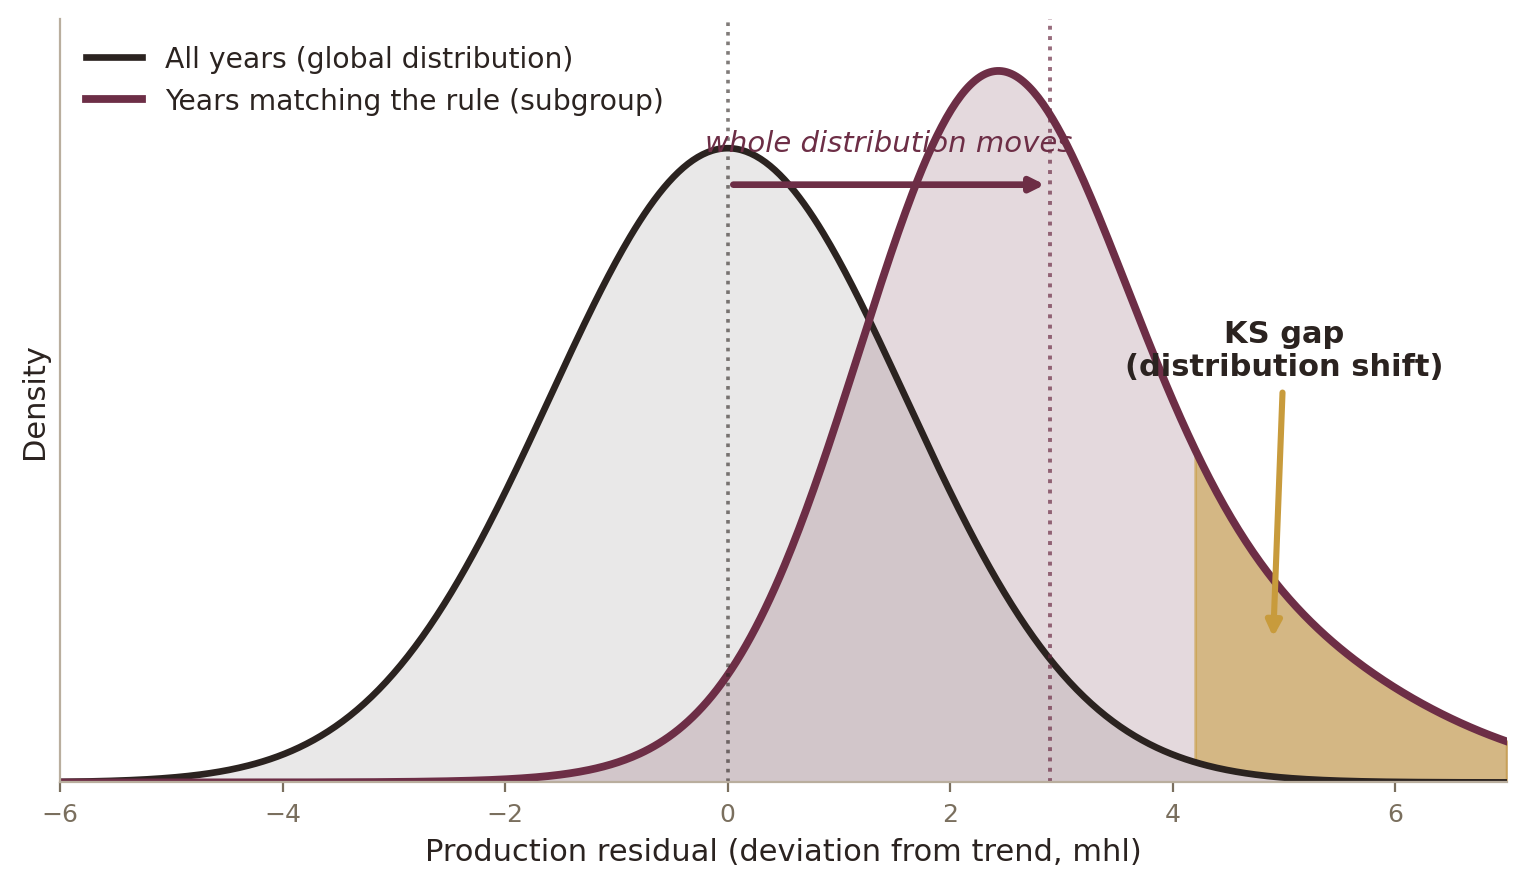 All years (global distribution)
Years matching the rule (subgroup)
whole distribution moves
KS gap
(distribution shift)
Density
−6 −4 −2 0 2 4 6
Production residual (deviation from trend, mhl)